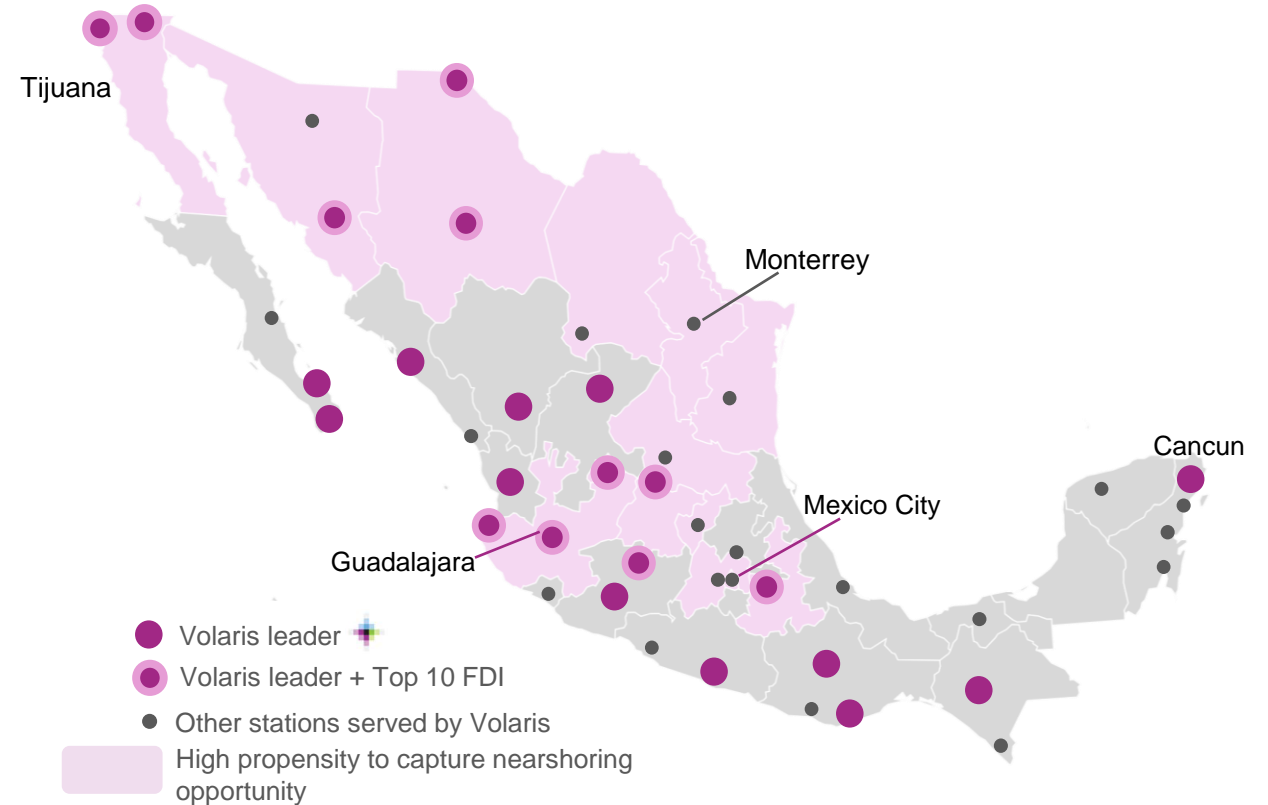 Tijuana
Monterrey
Cancun
Mexico City
Guadalajara
Volaris leader
Volaris leader + Top 10 FDI
Other stations served by Volaris
High propensity to capture nearshoring
opportunity